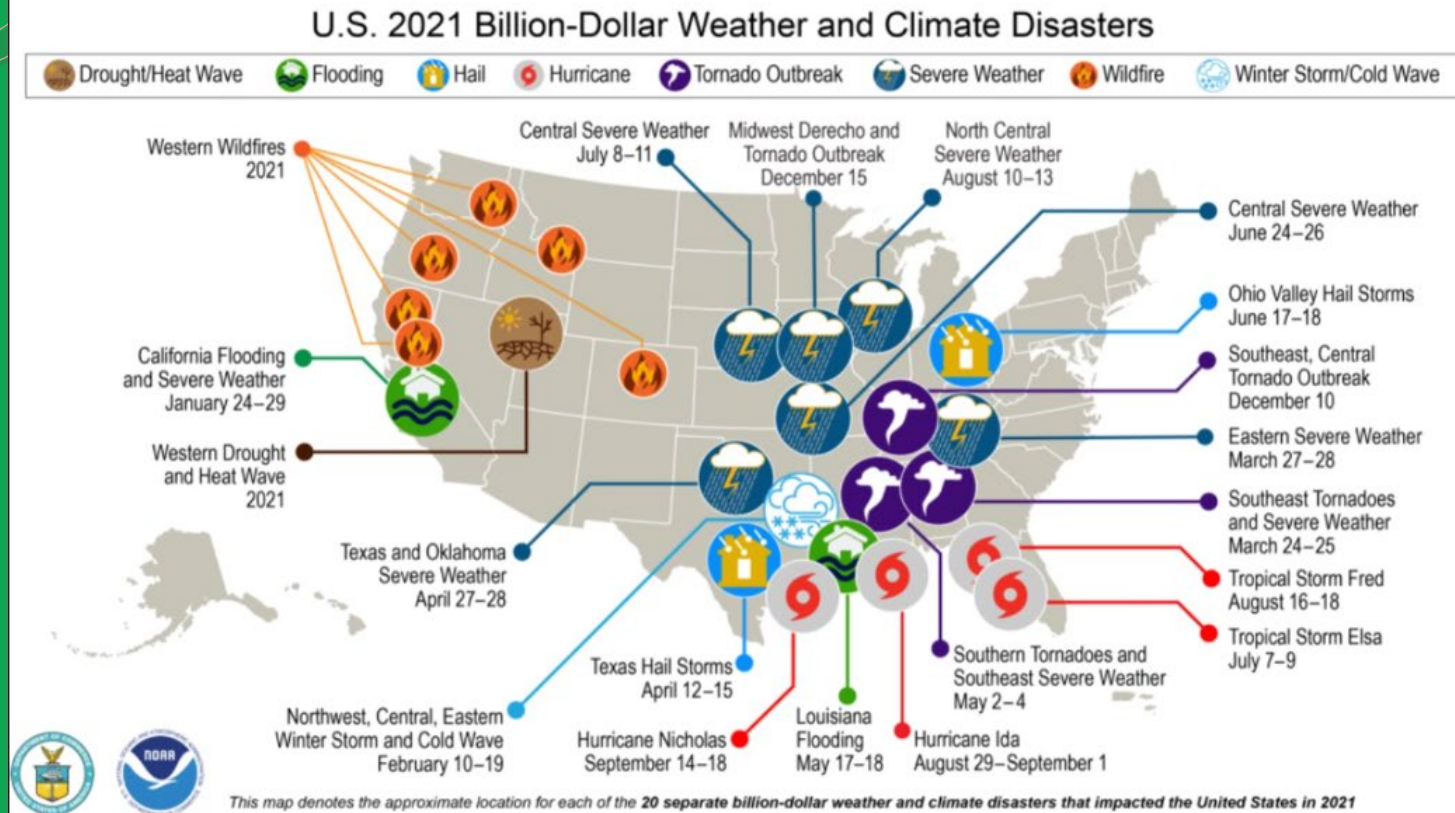 U.S. 2021 Billion-Dollar Weather and Climate Disasters
Drought/Heat Wave
Flooding
Hail
Hurricane
Tornado Outbreak
Severe Weather
Wildfire
Winter Storm/Cold Wave
Western Wildfires
2021
Central Severe Weather
July 8–11
Midwest Derecho and
Tornado Outbreak
December 15
North Central
Severe Weather
August 10–13
Central Severe Weather
June 24–26
Ohio Valley Hail Storms
June 17–18
California Flooding
and Severe Weather
January 24–29
Southeast, Central
Tornado Outbreak
December 10
Western Drought
and Heat Wave
2021
Eastern Severe Weather
March 27–28
Southeast Tornadoes
and Severe Weather
March 24–25
Texas and Oklahoma
Severe Weather
April 27–28
Tropical Storm Fred
August 16–18
Tropical Storm Elsa
July 7–9
Texas Hail Storms
April 12–15
Southern Tornadoes and
Southeast Severe Weather
May 2–4
Northwest, Central, Eastern
Winter Storm and Cold Wave
February 10–19
Hurricane Nicholas
September 14–18
Louisiana
Flooding
May 17–18
Hurricane Ida
August 29–September 1
DEPARTMENT OF COMMERCE
UNITED STATES OF AMERICA
NOAA
This map denotes the approximate location for each of the 20 separate billion-dollar weather and climate disasters that impacted the United States in 2021